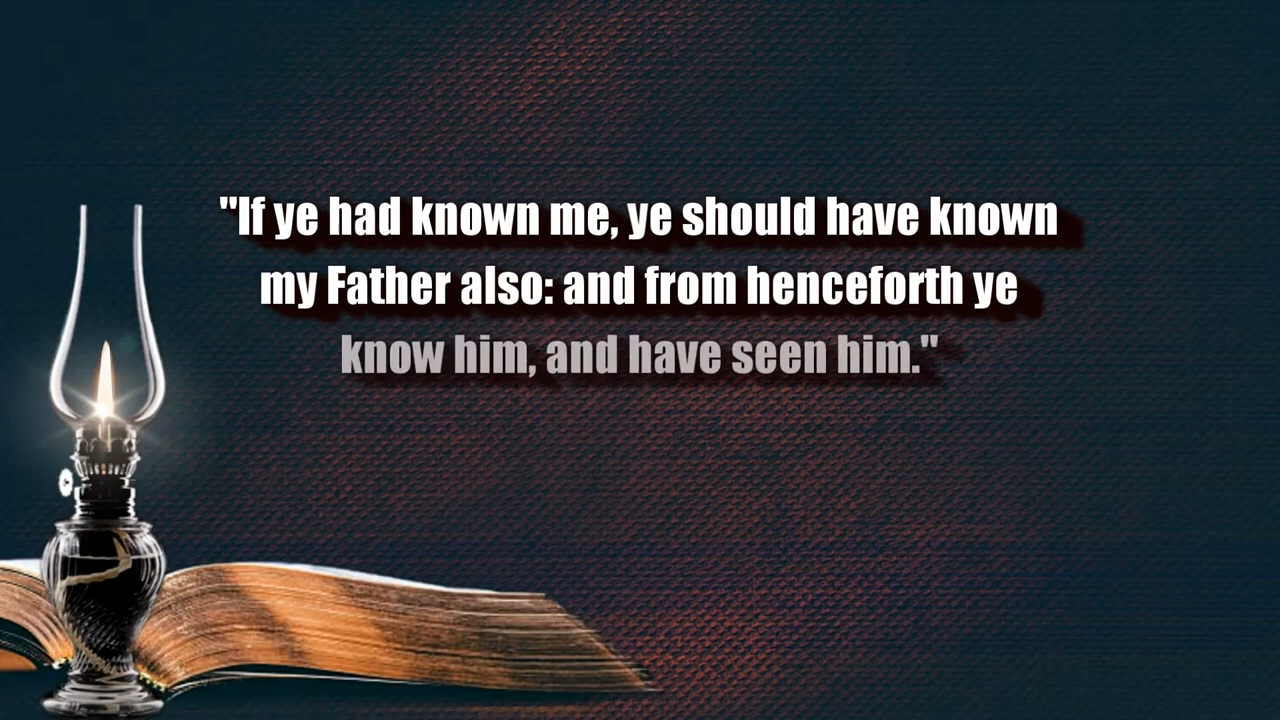 "If ye had known me, ye should have known
my Father also: and from henceforth ye
know him, and have seen him."